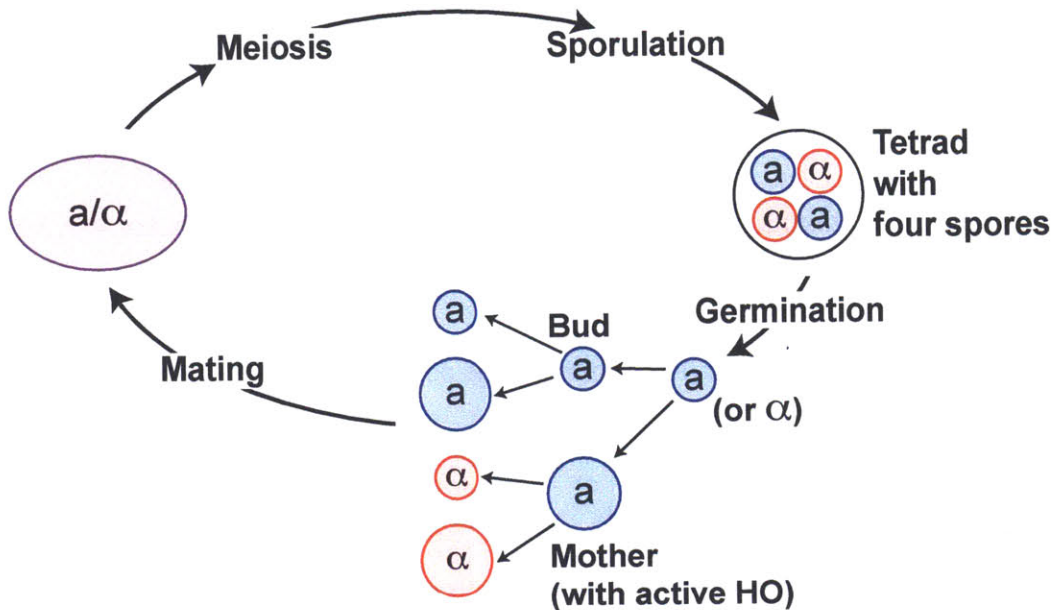 Meiosis
Sporulation
a/α
a α
α a
Tetrad
with
four spores
Germination
a
Bud
a
a
(or α)
Mating
a
α
a
α
Mother
(with active HO)